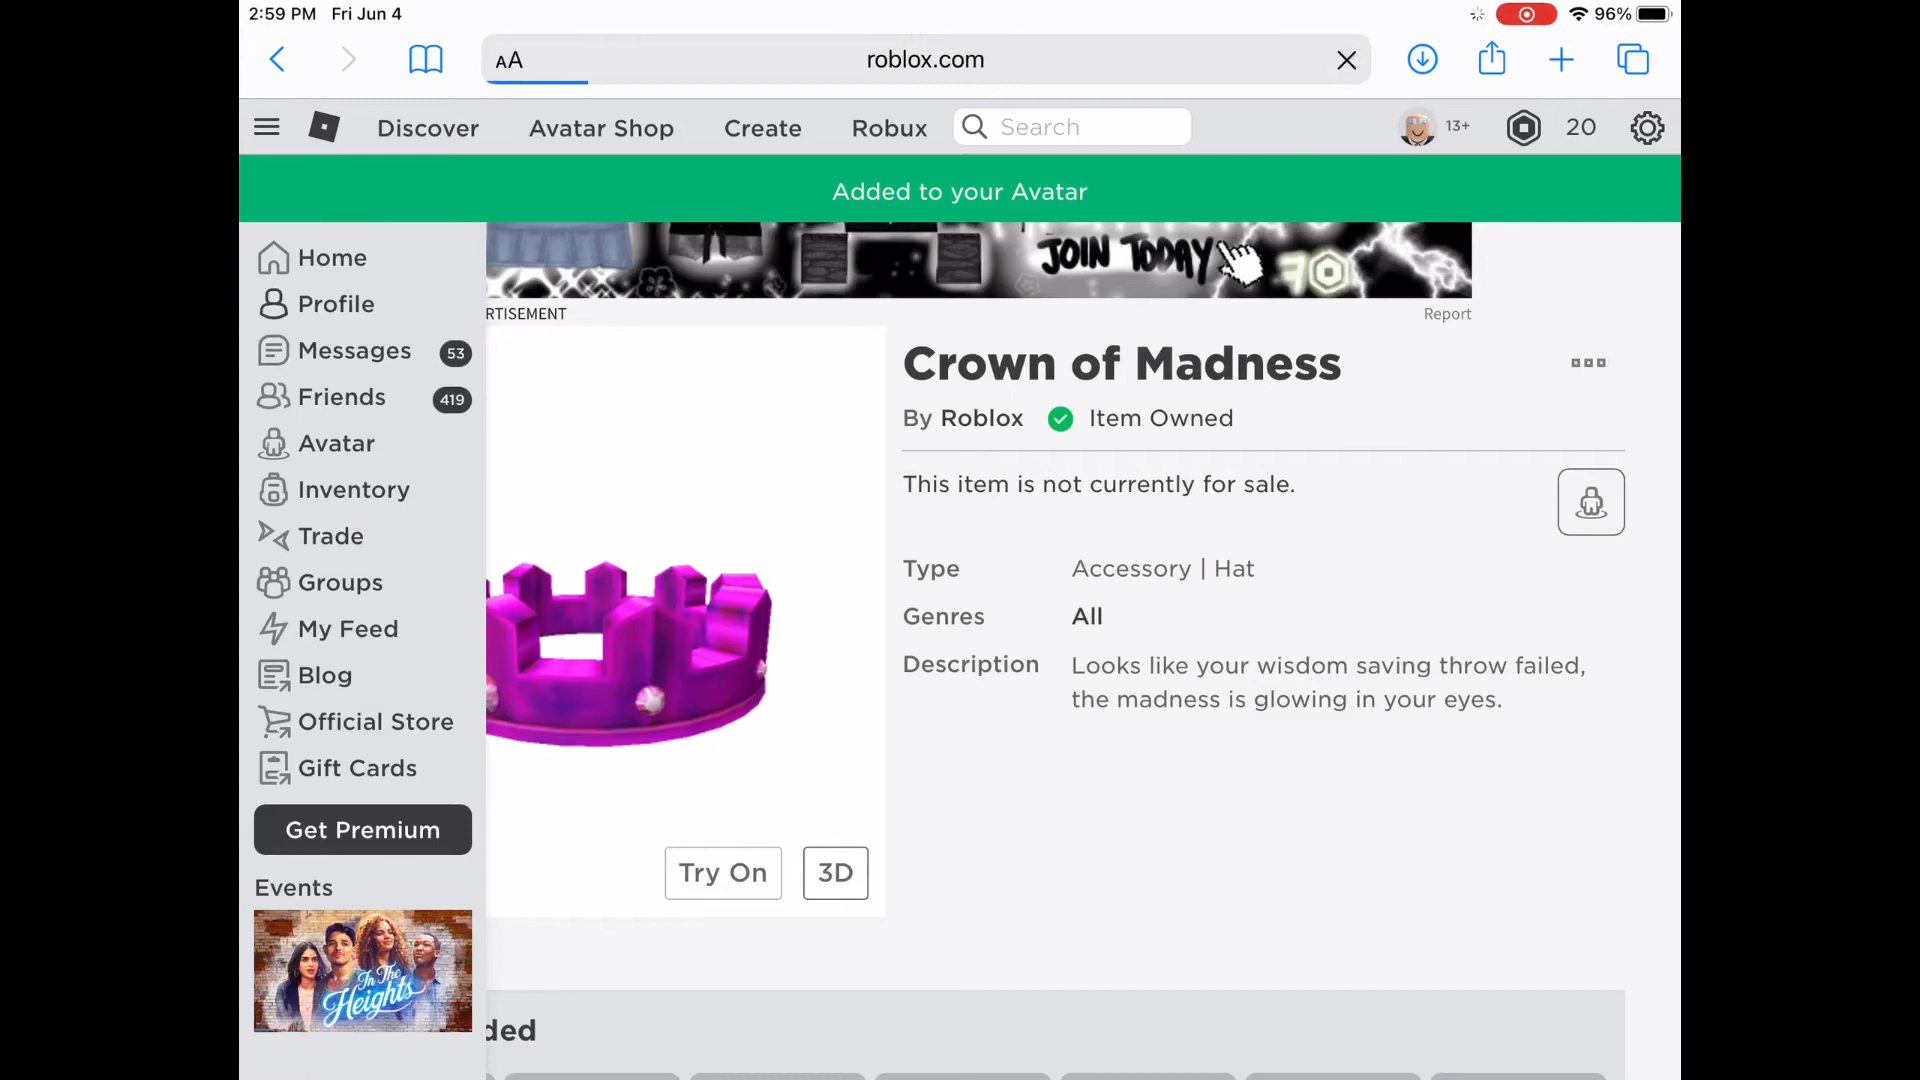 2:59 PM Fri Jun 4
96%
AA
roblox.com
Discover
Avatar Shop
Create
Robux
Search
13+
20
Added to your Avatar
Home
Profile
Messages 53
Friends 419
Avatar
Inventory
Trade
Groups
My Feed
Blog
Official Store
Gift Cards
Get Premium
Events
In The
Heights
JOIN TODAY
RTISEMENT
Report
Crown of Madness
By Roblox Item Owned
This item is not currently for sale.
Type Accessory | Hat
Genres All
Description Looks like your wisdom saving throw failed,
the madness is glowing in your eyes.
Try On
3D
ded